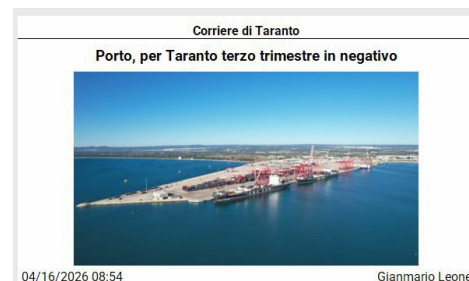 Corriere di Taranto
Porto, per Taranto terzo trimestre in negativo
04/16/2026 08:54
Gianmario Leone